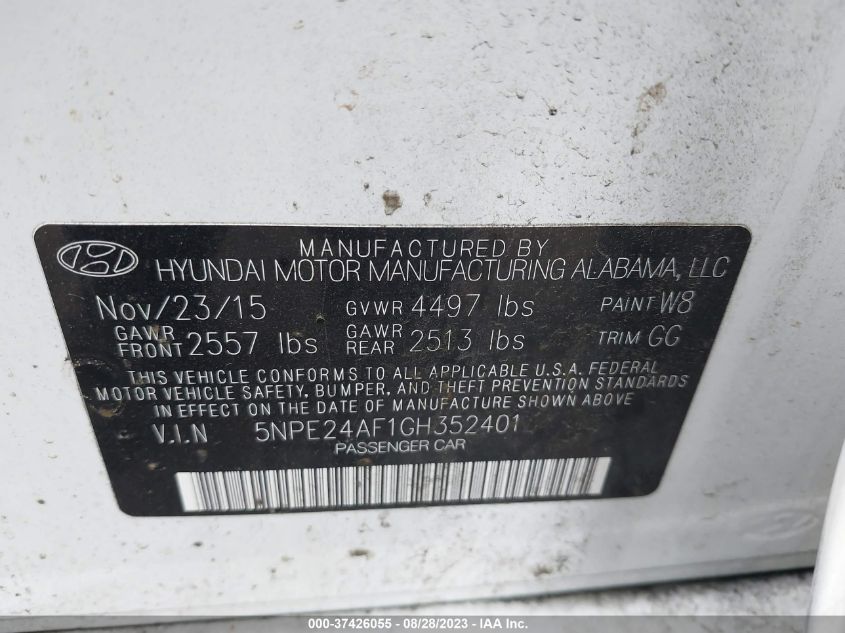 MANUFACTURED BY
HYUNDAI MOTOR MANUFACTURING ALABAMA, LLC
Nov/23/15 GVWR 4497 lbs PAINT W8
GAWR FRONT 2557 lbs GAWR REAR 2513 lbs TRIM GG
THIS VEHICLE CONFORMS TO ALL APPLICABLE U.S.A. FEDERAL
MOTOR VEHICLE SAFETY, BUMPER, AND THEFT PREVENTION STANDARDS
IN EFFECT ON THE DATE OF MANUFACTURE SHOWN ABOVE
V.I.N 5NPE24AF1GH352401
PASSENGER CAR
000-37426055 - 08/28/2023 - IAA Inc.